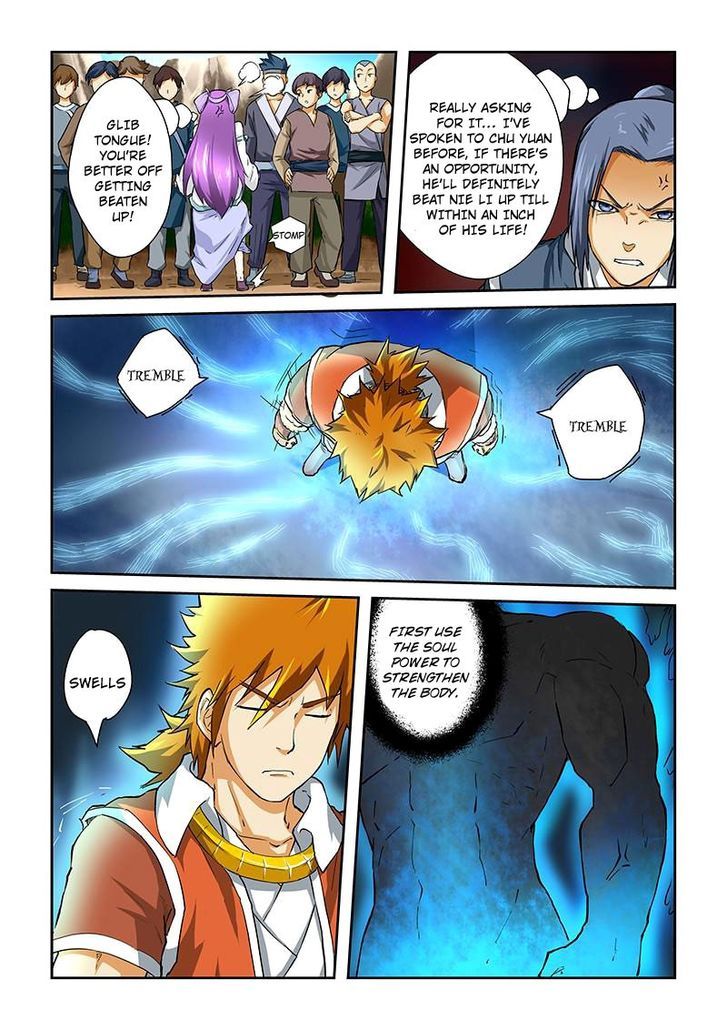 GLIB
TONGUE!
YOU'RE
BETTER OFF
GETTING
BEATEN
UP!
STOMP
REALLY ASKING
FOR IT... I'VE
SPOKEN TO CHU YUAN
BEFORE, IF THERE'S
AN OPPORTUNITY,
HE'LL DEFINITELY
BEAT NIE LI UP TILL
WITHIN AN INCH
OF HIS LIFE!
TREMBLE
TREMBLE
SWELLS
FIRST USE
THE SOUL
POWER TO
STRENGTHEN
THE BODY.